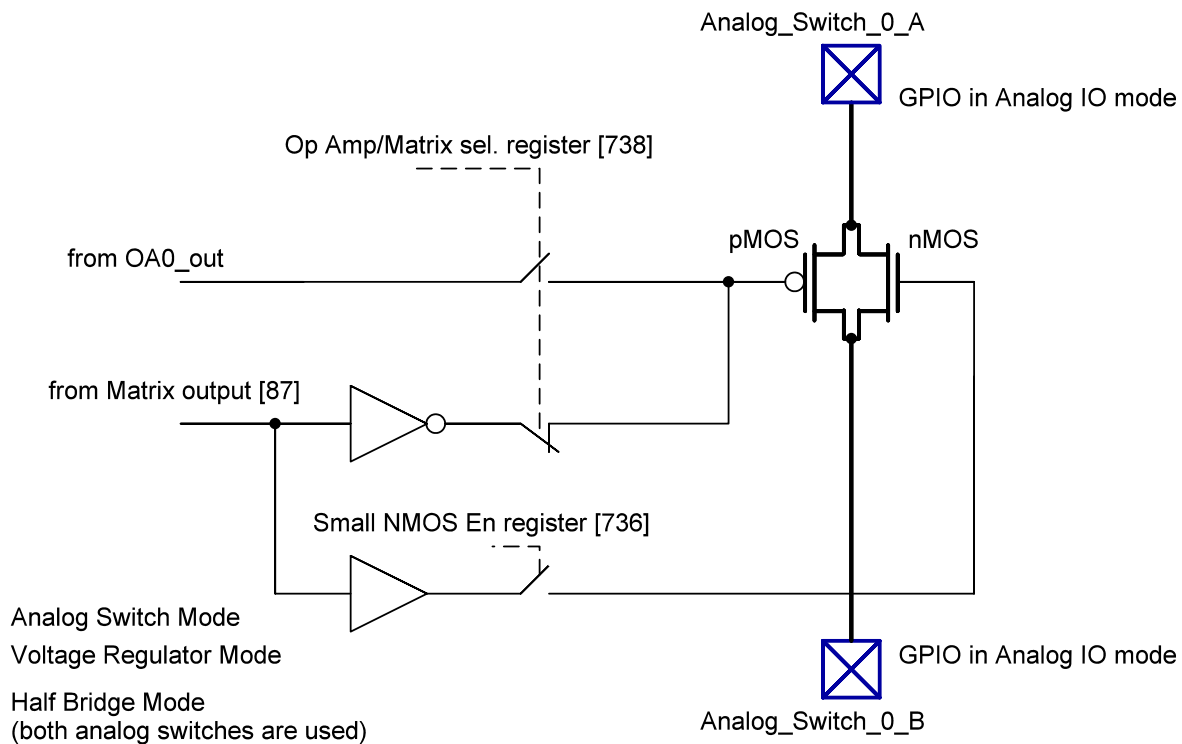 Analog_Switch_0_A
GPIO in Analog IO mode
Op Amp/Matrix sel. register [738]
pMOS
nMOS
from OA0_out
from Matrix output [87]
Small NMOS En register [736]
Analog Switch Mode
Voltage Regulator Mode
GPIO in Analog IO mode
Half Bridge Mode
(both analog switches are used)
Analog_Switch_0_B